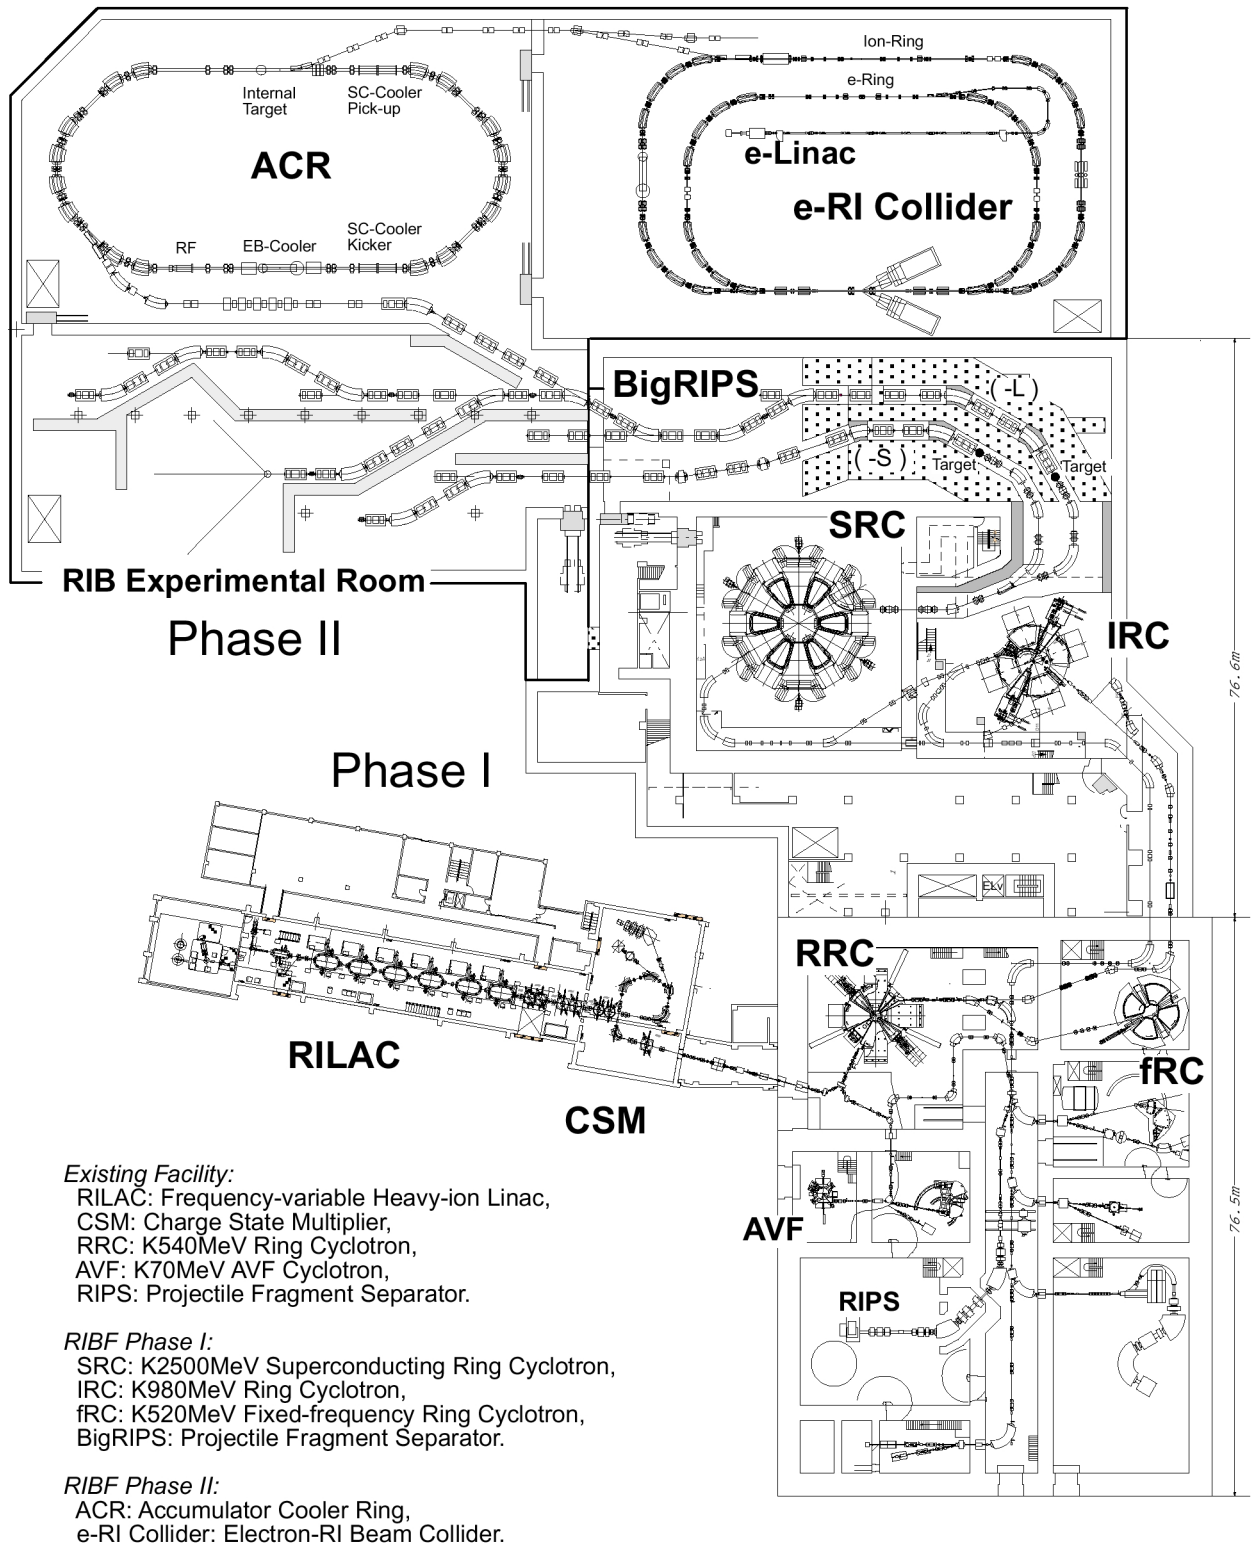 Ion-Ring
e-Ring
Internal
Target
SC-Cooler
Pick-up
ACR
e-Linac
e-RI Collider
RF
EB-Cooler
SC-Cooler
Kicker
BigRIPS
(-L)
(-S)
Target
Target
SRC
RIB Experimental Room
Phase II
IRC
76.6m
Phase I
ELv
RRC
RILAC
fRC
CSM
AVF
76.5m
RIPS
Existing Facility:
RILAC: Frequency-variable Heavy-ion Linac,
CSM: Charge State Multiplier,
RRC: K540MeV Ring Cyclotron,
AVF: K70MeV AVF Cyclotron,
RIPS: Projectile Fragment Separator.
RIBF Phase I:
SRC: K2500MeV Superconducting Ring Cyclotron,
IRC: K980MeV Ring Cyclotron,
fRC: K520MeV Fixed-frequency Ring Cyclotron,
BigRIPS: Projectile Fragment Separator.
RIBF Phase II:
ACR: Accumulator Cooler Ring,
e-RI Collider: Electron-RI Beam Collider.